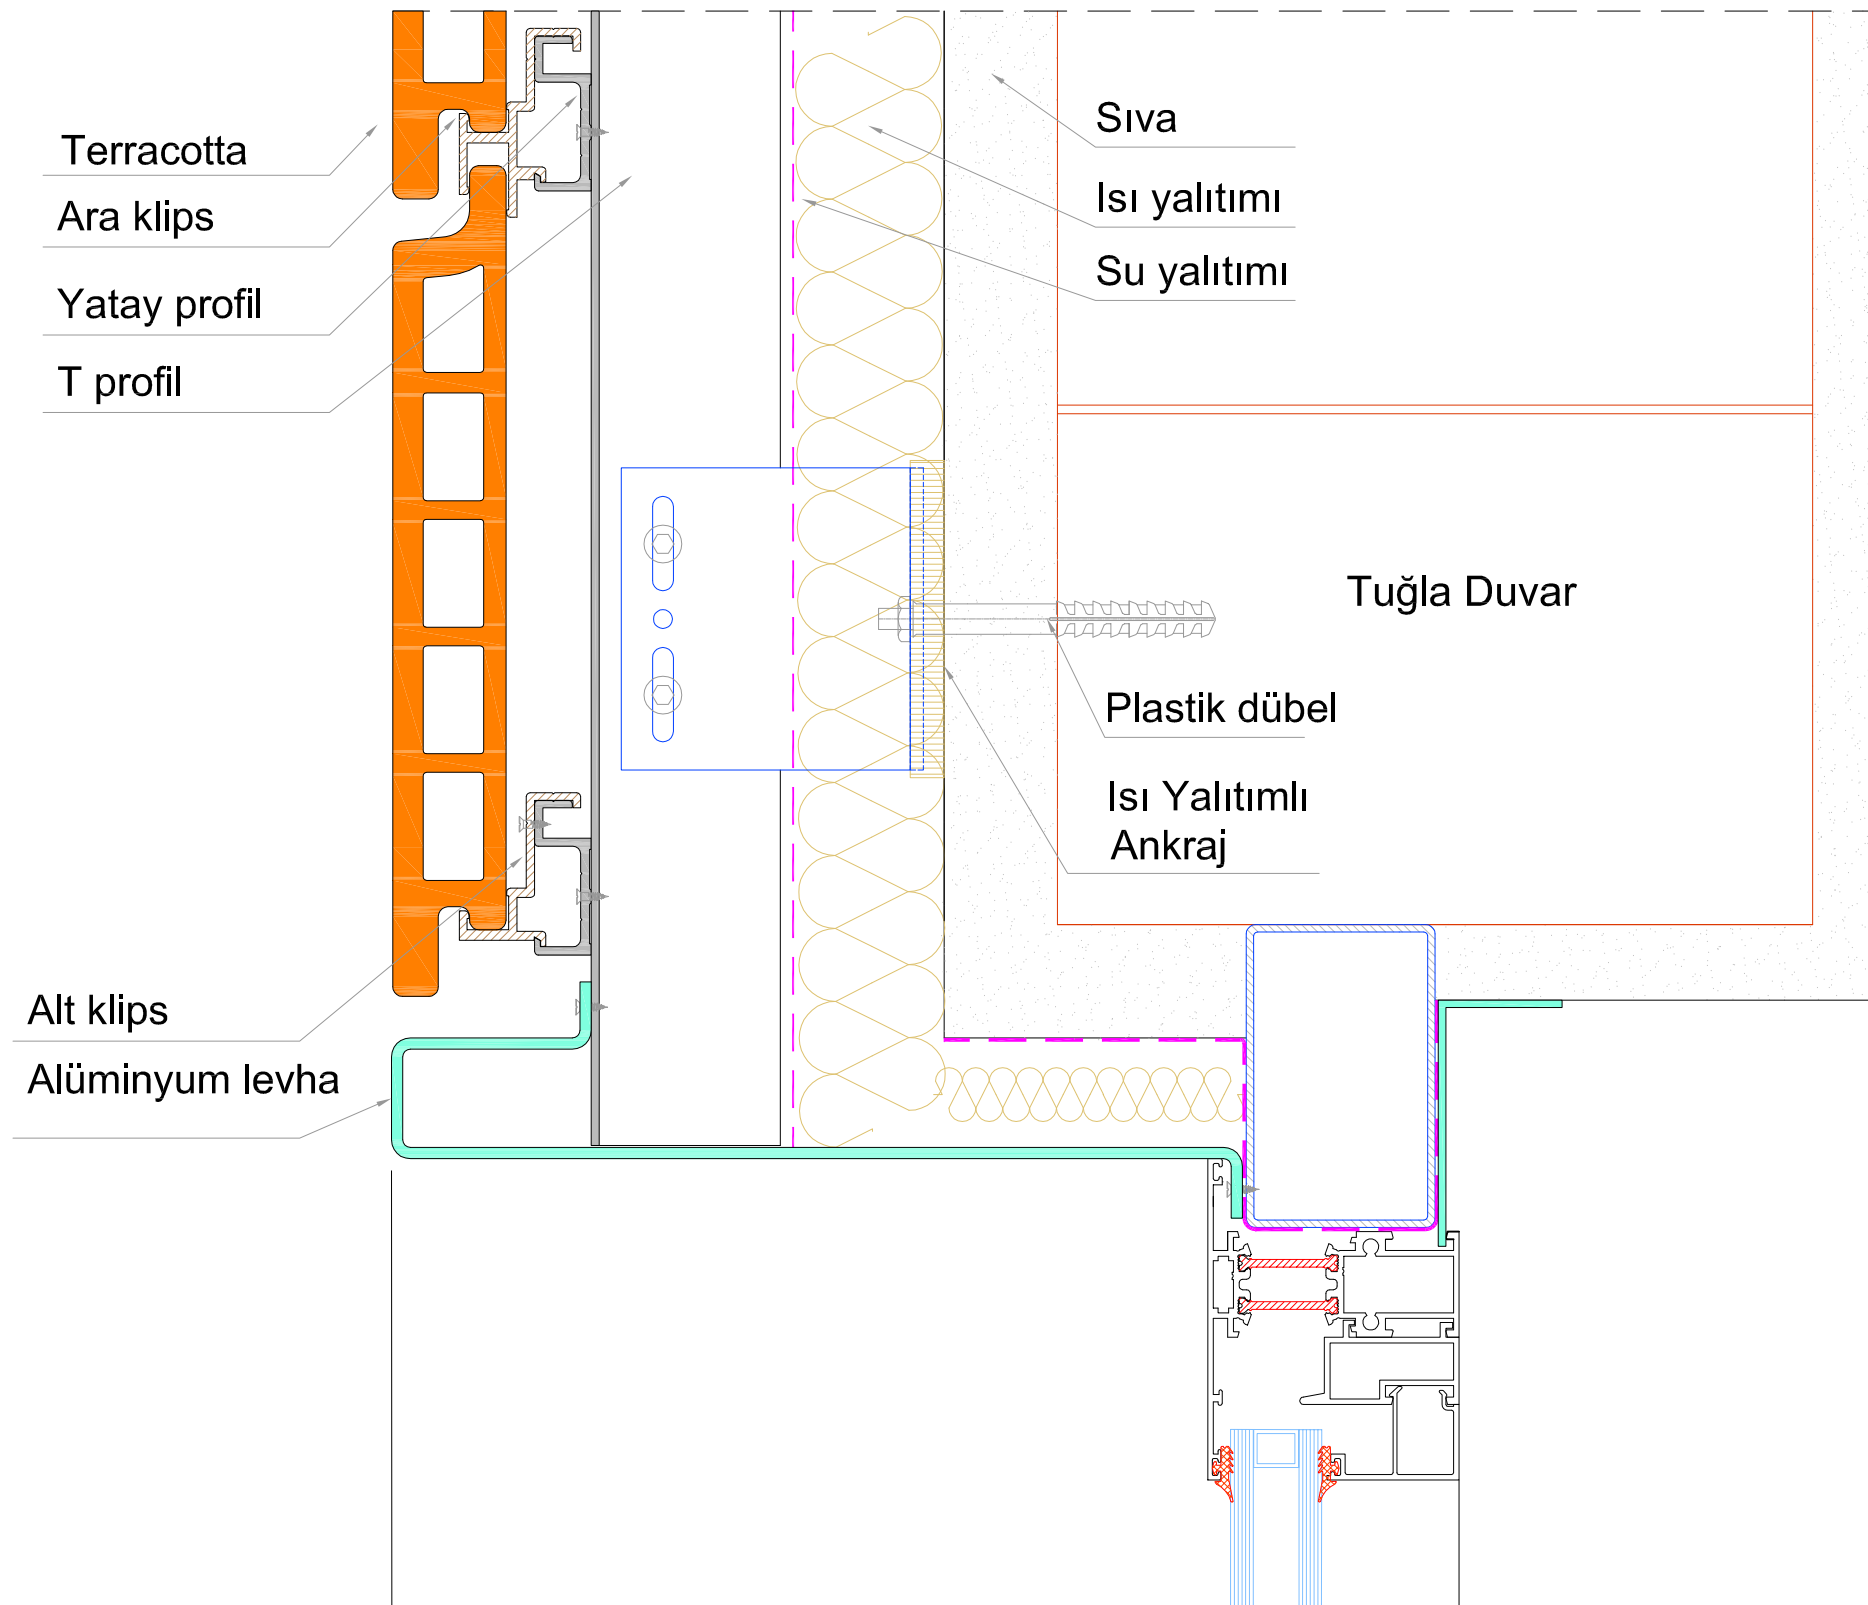 Terracotta
Ara klips
Yatay profil
T profil
Sıva
Isı yalıtımı
Su yalıtımı
Tuğla Duvar
Plastik dübel
Isı Yalıtımlı
Ankraj
Alt klips
Alüminyum levha